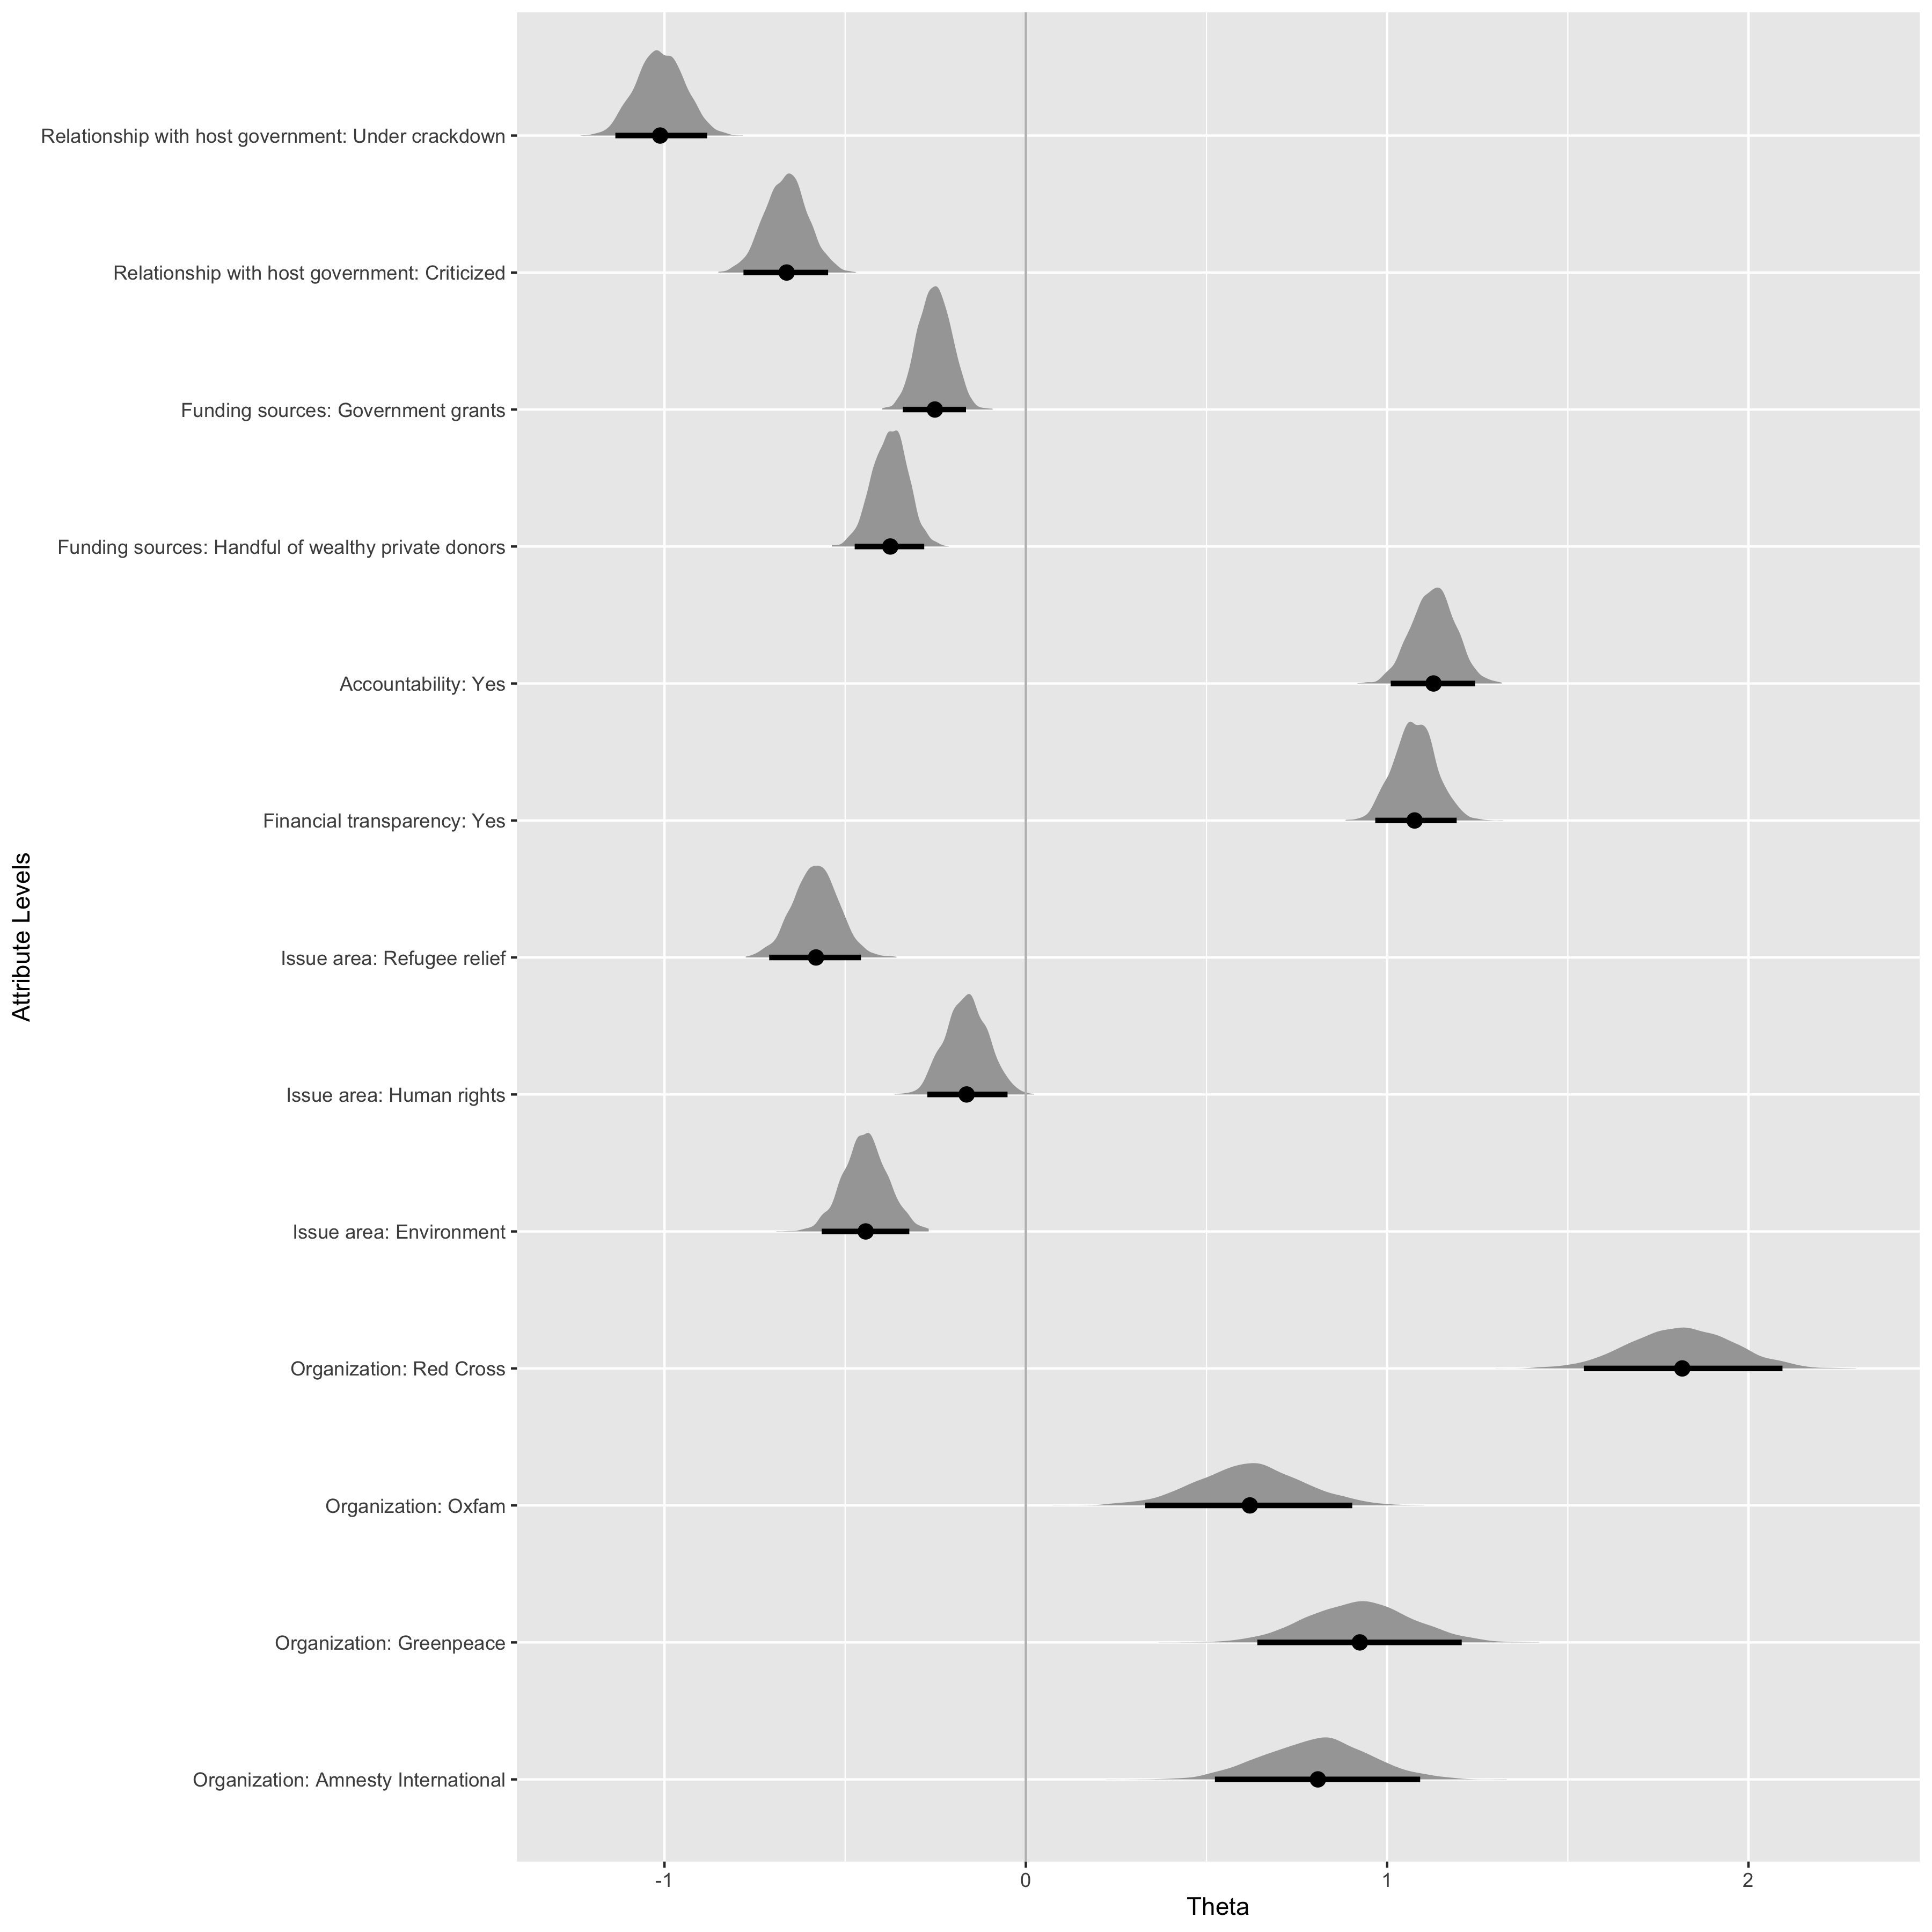 Relationship with host government: Under crackdown
Relationship with host government: Criticized
Funding sources: Government grants
Funding sources: Handful of wealthy private donors
Accountability: Yes
Financial transparency: Yes
Issue area: Refugee relief
Issue area: Human rights
Issue area: Environment
Organization: Red Cross
Organization: Oxfam
Organization: Greenpeace
Organization: Amnesty International
Attribute Levels
-1 0 1 2
Theta